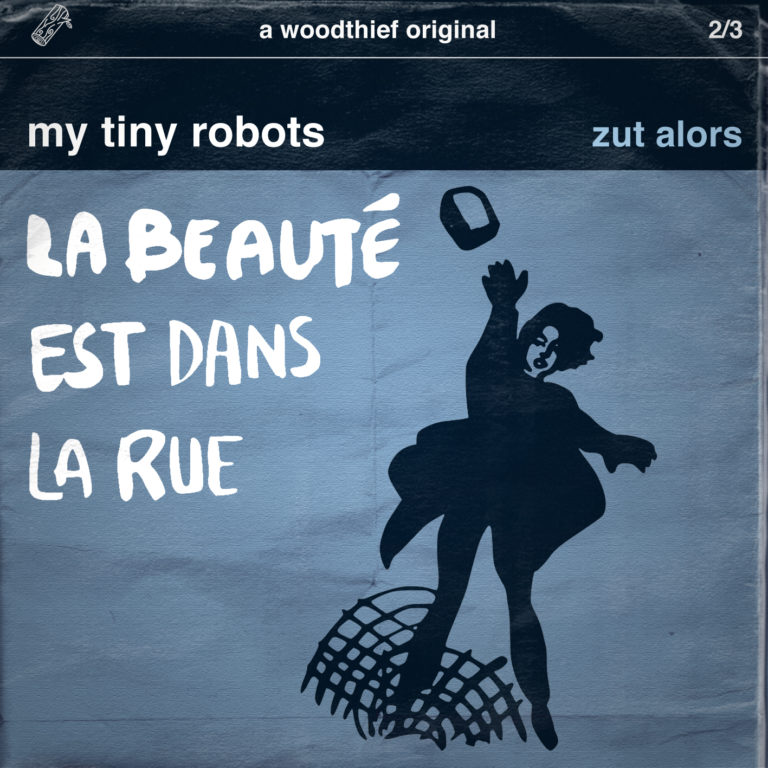 a woodthief original 2/3
my tiny robots zut alors
LA BEAUTÉ
EST DANS
LA RUE